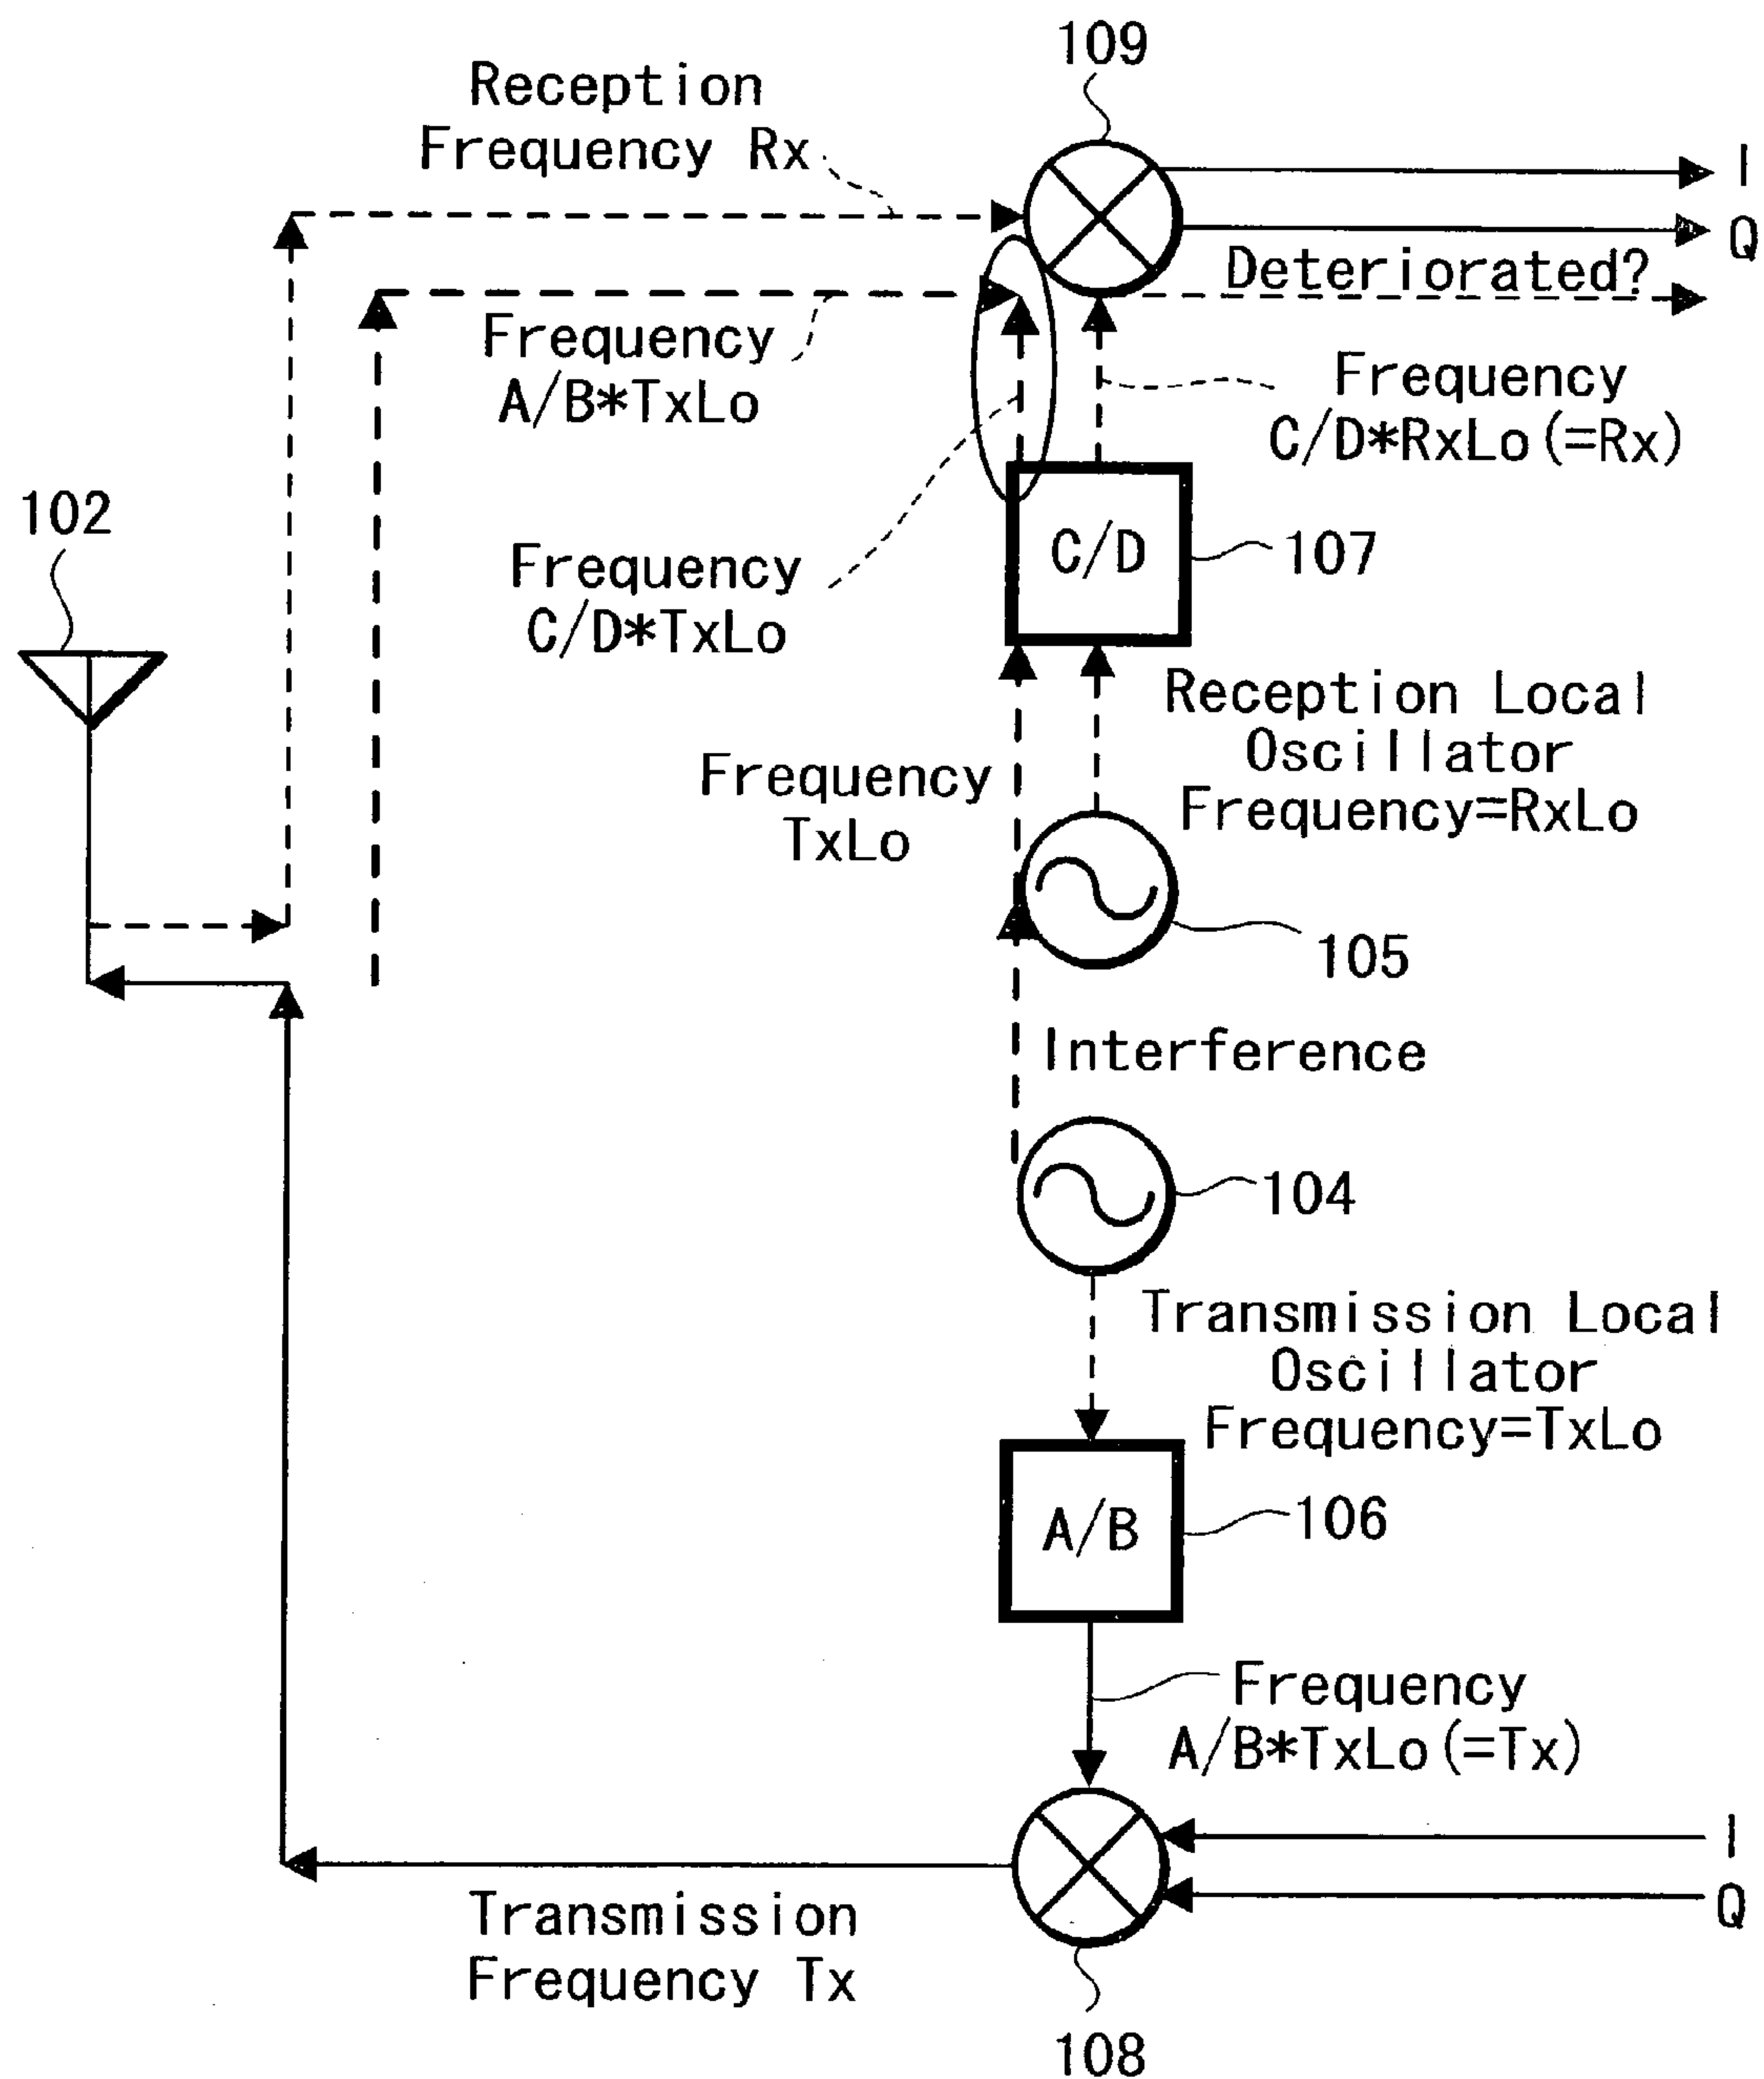 109
Reception
Frequency Rx
I
Q
Deteriorated?
Frequency
A/B*TxLo
Frequency
C/D*RxLo(=Rx)
102
C/D
107
Frequency
C/D*TxLo
Reception Local
Oscillator
Frequency=RxLo
Frequency
TxLo
105
Interference
104
Transmission Local
Oscillator
Frequency=TxLo
A/B
106
Frequency
A/B*TxLo(=Tx)
I
Q
Transmission
Frequency Tx
108